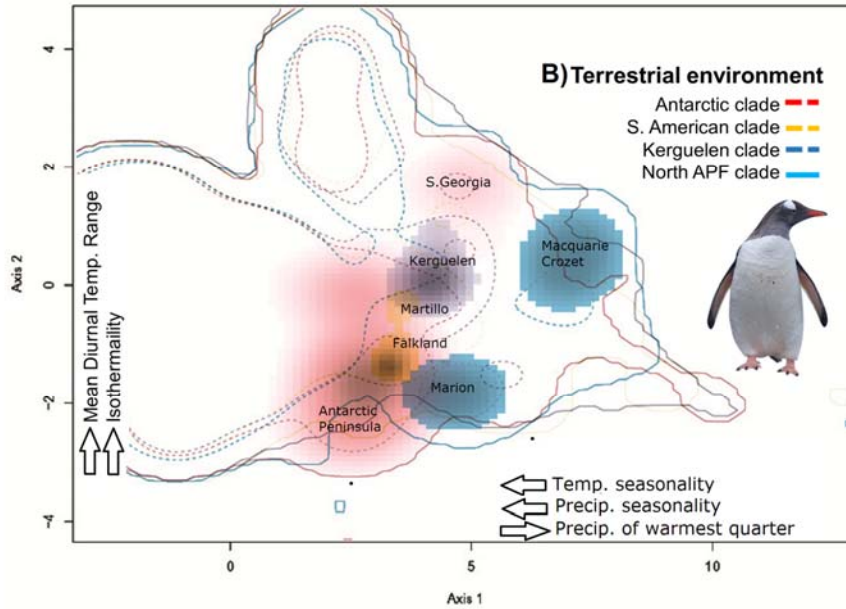 B) Terrestrial environment
Antarctic clade
S. American clade
Kerguelen clade
North APF clade
4
2
0
-2
-4
Axis 2
Mean Diurnal Temp. Range
Isothermaility
S.Georgia
Kerguelen
Macquarie
Crozet
Martillo
Falkland
Marion
Antarctic
Peninsula
Temp. seasonality
Precip. seasonality
Precip. of warmest quarter
0
5
10
Axis 1